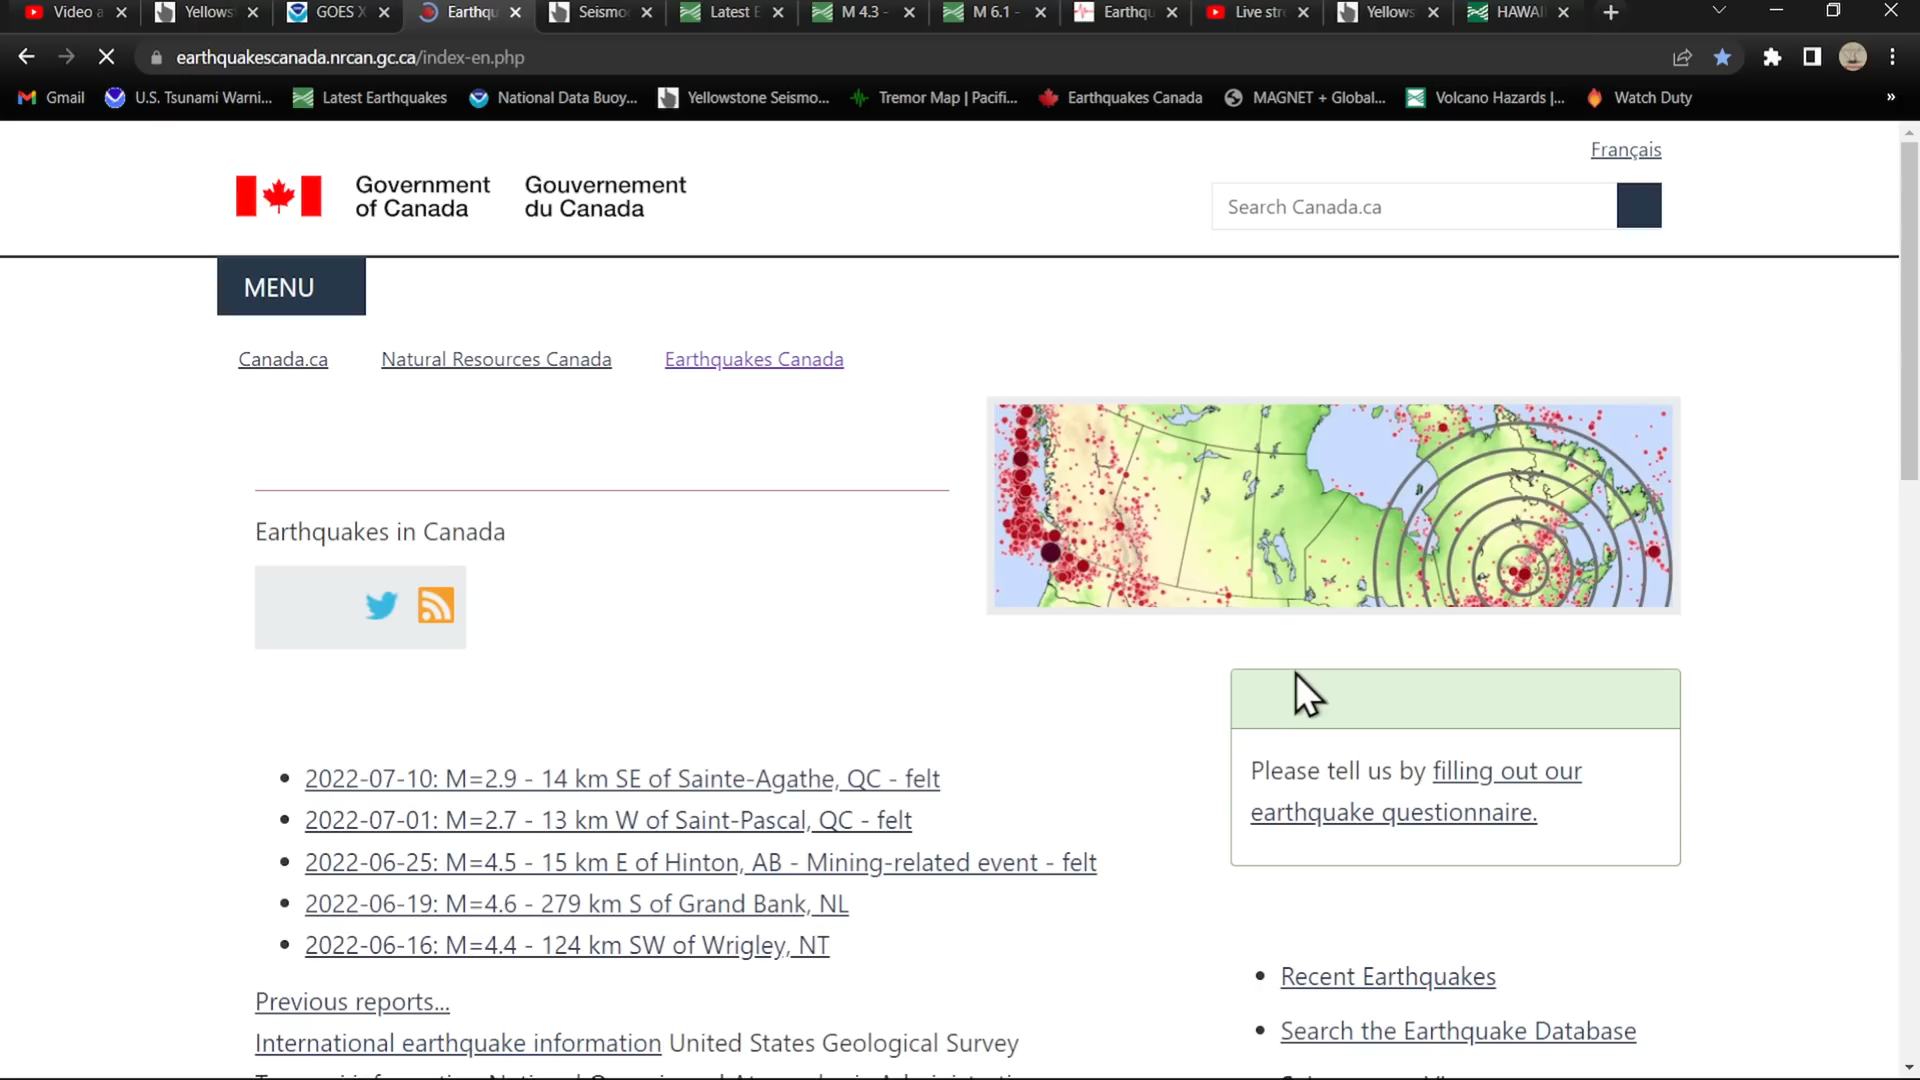 Video a
Yellows
GOES X
Earthqu
Seismo
Latest E
M 4.3 -
M 6.1 -
Earthqu
Live str
Yellows
HAWAI
earthquakescanada.nrcan.gc.ca/index-en.php
Gmail
U.S. Tsunami Warni...
Latest Earthquakes
National Data Buoy...
Yellowstone Seismo...
Tremor Map | Pacifi...
Earthquakes Canada
MAGNET + Global...
Volcano Hazards |...
Watch Duty
»
Français
Government
of Canada
Gouvernement
du Canada
Search Canada.ca
MENU
Canada.ca
Natural Resources Canada
Earthquakes Canada
Earthquakes in Canada
2022-07-10: M=2.9 - 14 km SE of Sainte-Agathe, QC - felt
2022-07-01: M=2.7 - 13 km W of Saint-Pascal, QC - felt
2022-06-25: M=4.5 - 15 km E of Hinton, AB - Mining-related event - felt
2022-06-19: M=4.6 - 279 km S of Grand Bank, NL
2022-06-16: M=4.4 - 124 km SW of Wrigley, NT
Previous reports...
International earthquake information United States Geological Survey
Please tell us by filling out our
earthquake questionnaire.
Recent Earthquakes
Search the Earthquake Database